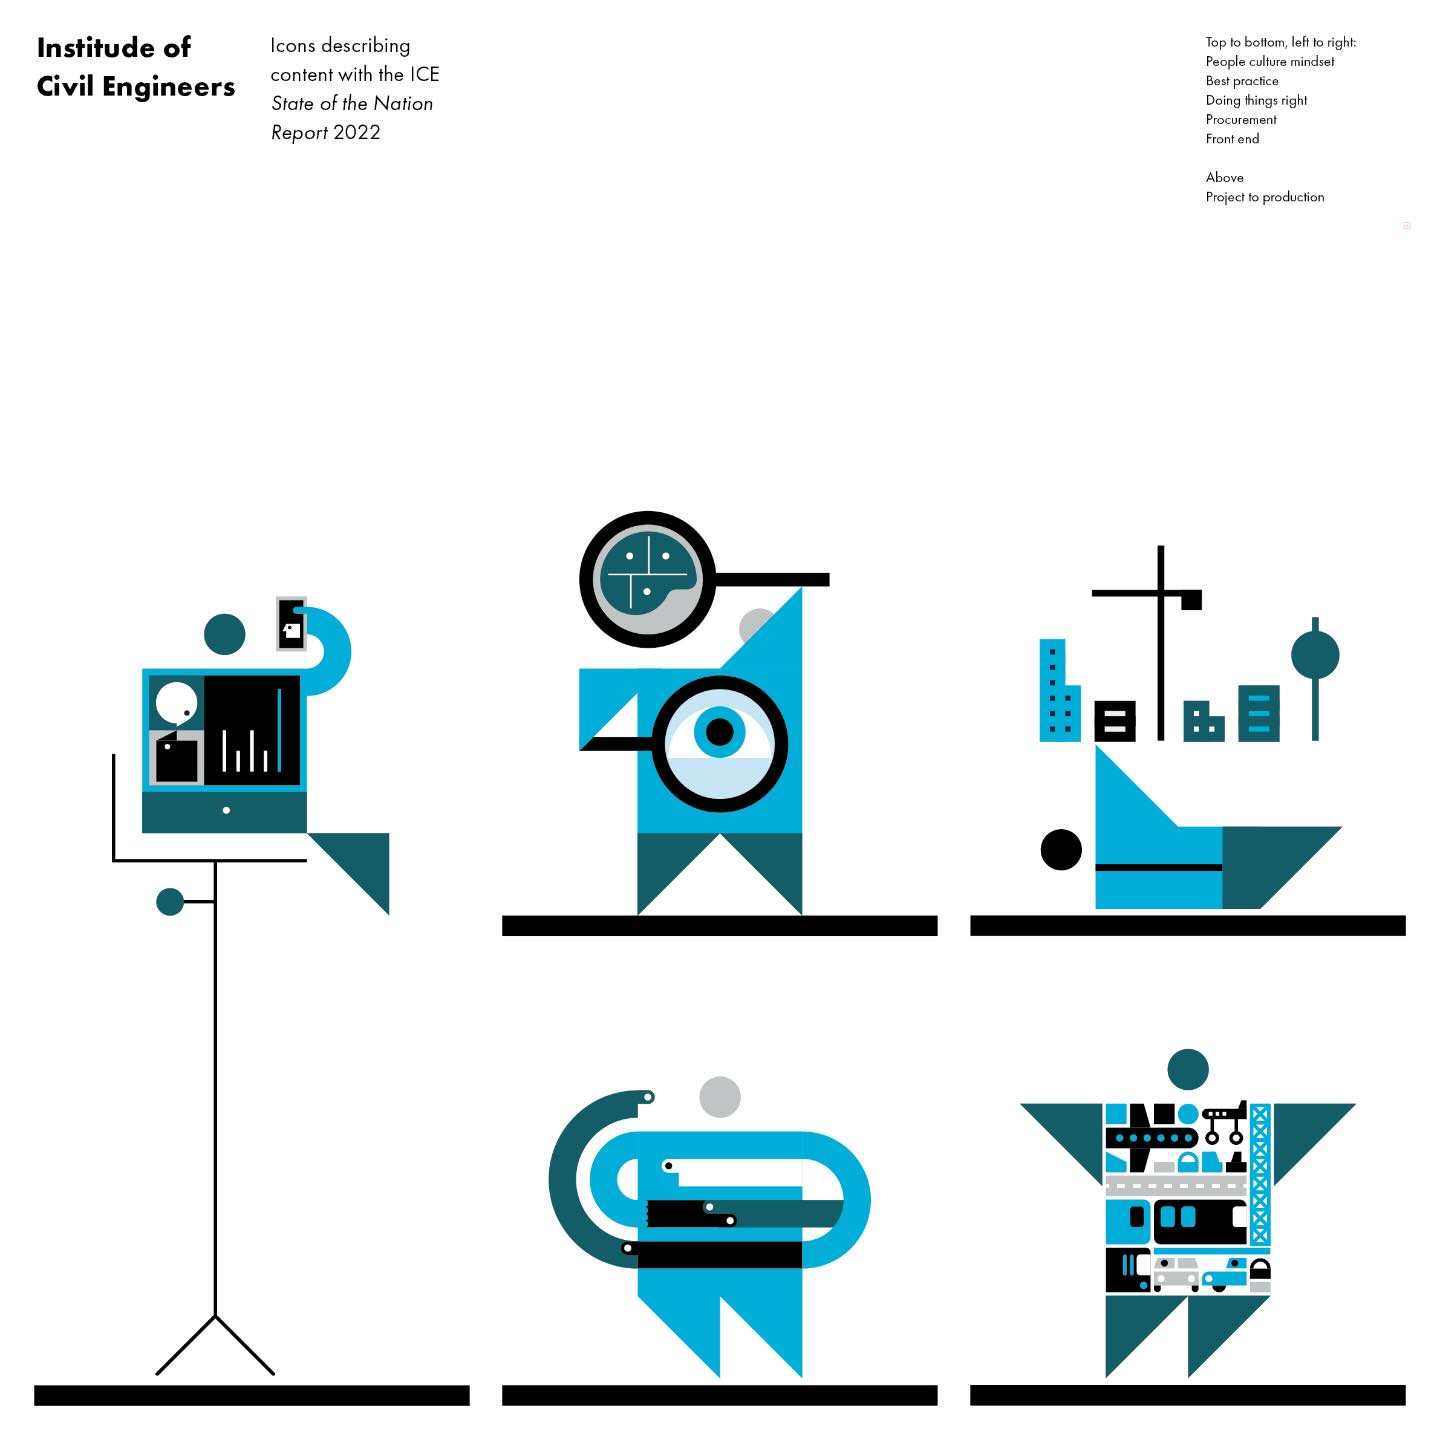 Institude of
Civil Engineers
Icons describing
content with the ICE
State of the Nation
Report 2022
Top to bottom, left to right:
People culture mindset
Best practice
Doing things right
Procurement
Front end
Above
Project to production